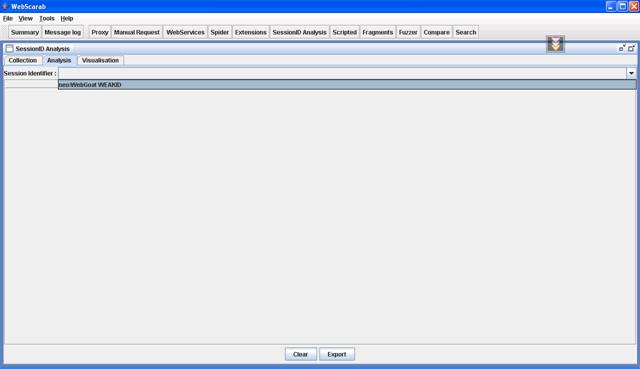 WebScarab
File View Tools Help
Summary Message log Proxy Manual Request WebServices Spider Extensions SessionID Analysis Scripted Fragments Fuzzer Compare Search
SessionID Analysis
Collection Analysis Visualisation
Session Identifier :
neo/WebGoat WEAKID
Clear Export